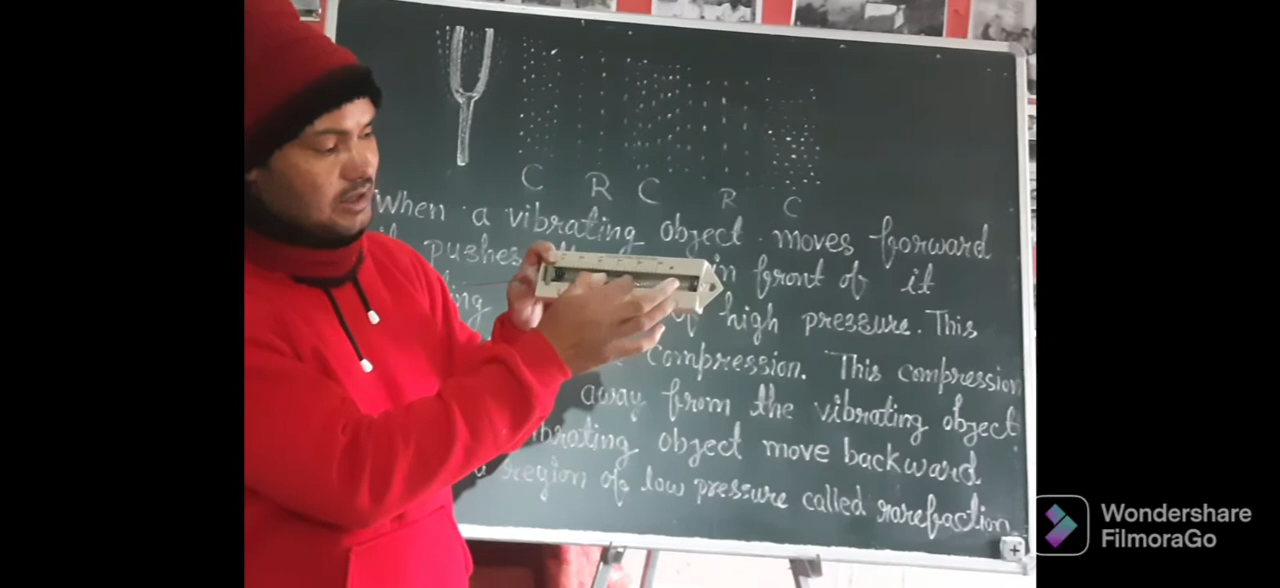 C R C R C
When a vibrating object moves forward
pushes in front of it
high pressure. This
compression. This compression
away from the vibrating object
vibrating object move backward
a region of low pressure called rarefaction
Wondershare
FilmoraGo